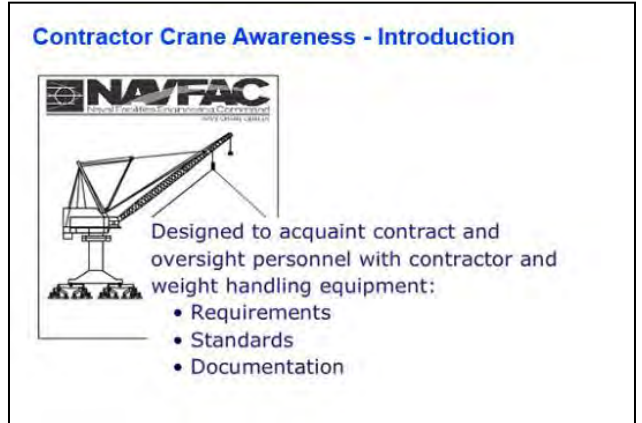 Contractor Crane Awareness - Introduction
NAVFAC
Naval Facilities Engineering Command
Designed to acquaint contract and
oversight personnel with contractor and
weight handling equipment:
• Requirements
• Standards
• Documentation